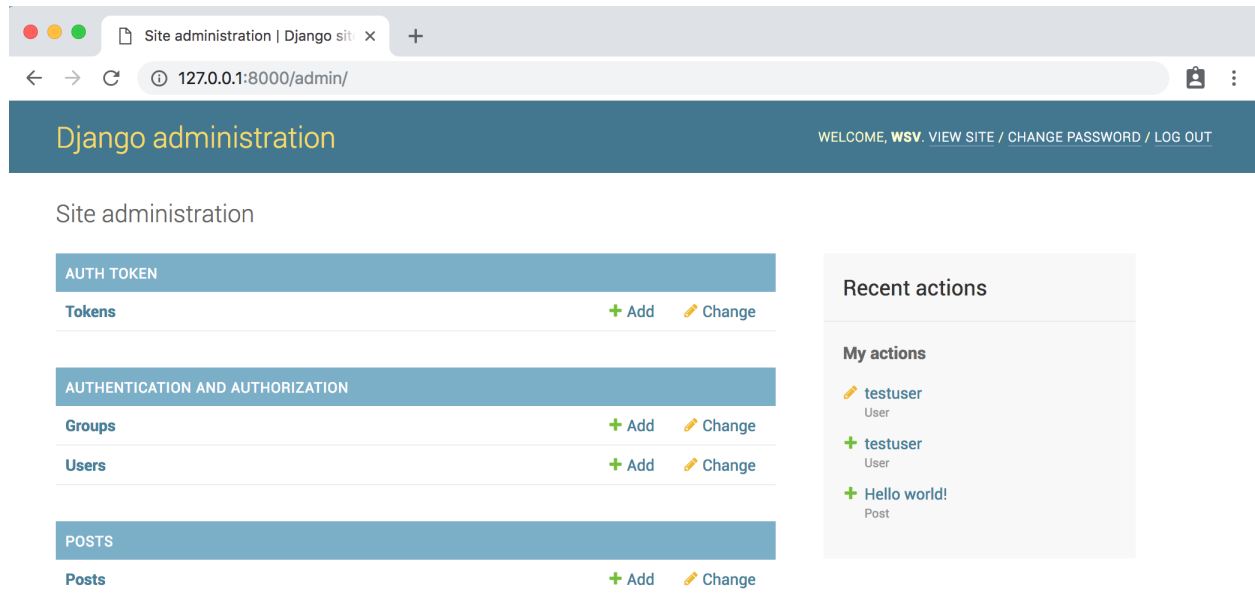 Site administration | Django sit
127.0.0.1:8000/admin/
Django administration
WELCOME, WSV. VIEW SITE / CHANGE PASSWORD / LOG OUT
Site administration
AUTH TOKEN
Tokens Add Change
AUTHENTICATION AND AUTHORIZATION
Groups Add Change
Users Add Change
POSTS
Posts Add Change
Recent actions
My actions
testuser
User
testuser
User
Hello world!
Post